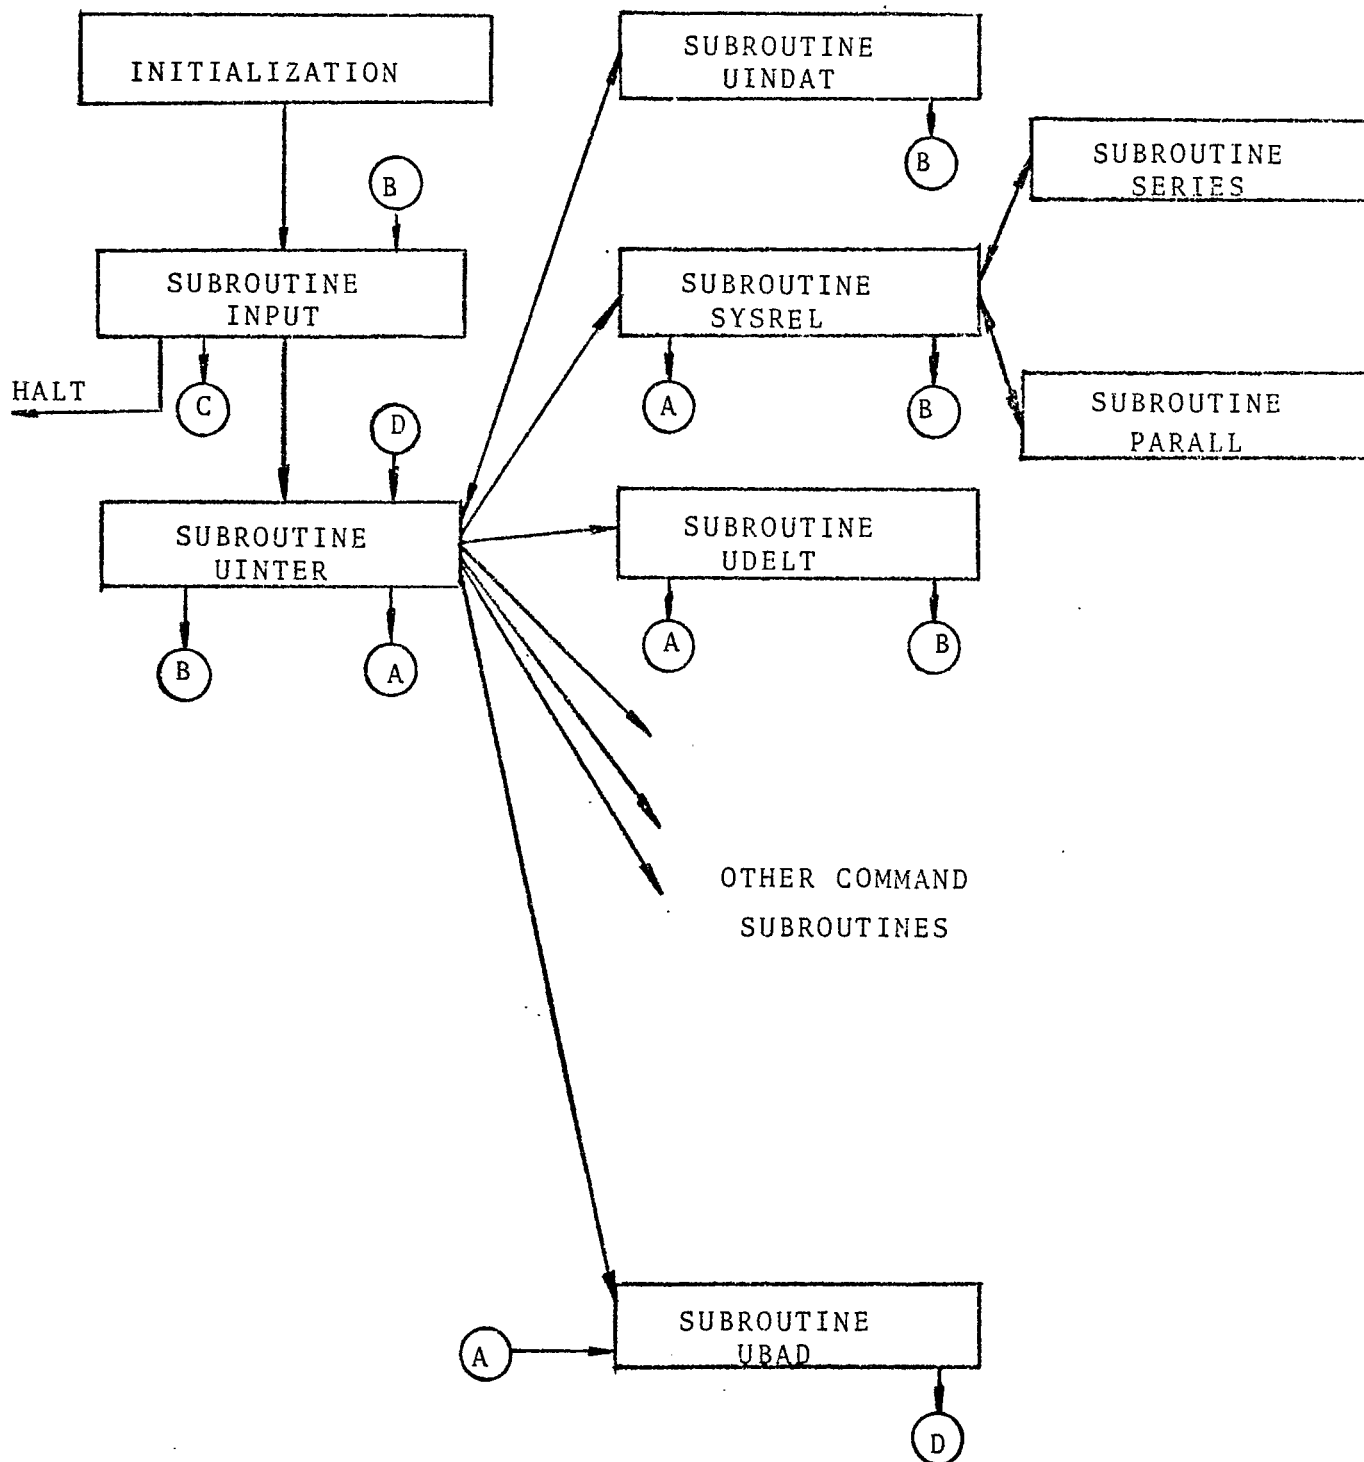 INITIALIZATION
SUBROUTINE
UINDAT
B
SUBROUTINE
SERIES
B
SUBROUTINE
INPUT
HALT
C
SUBROUTINE
SYSREL
A
B
SUBROUTINE
PARALL
D
SUBROUTINE
UINTER
B
A
SUBROUTINE
UDELT
A
B
OTHER COMMAND
SUBROUTINES
A
SUBROUTINE
UBAD
D